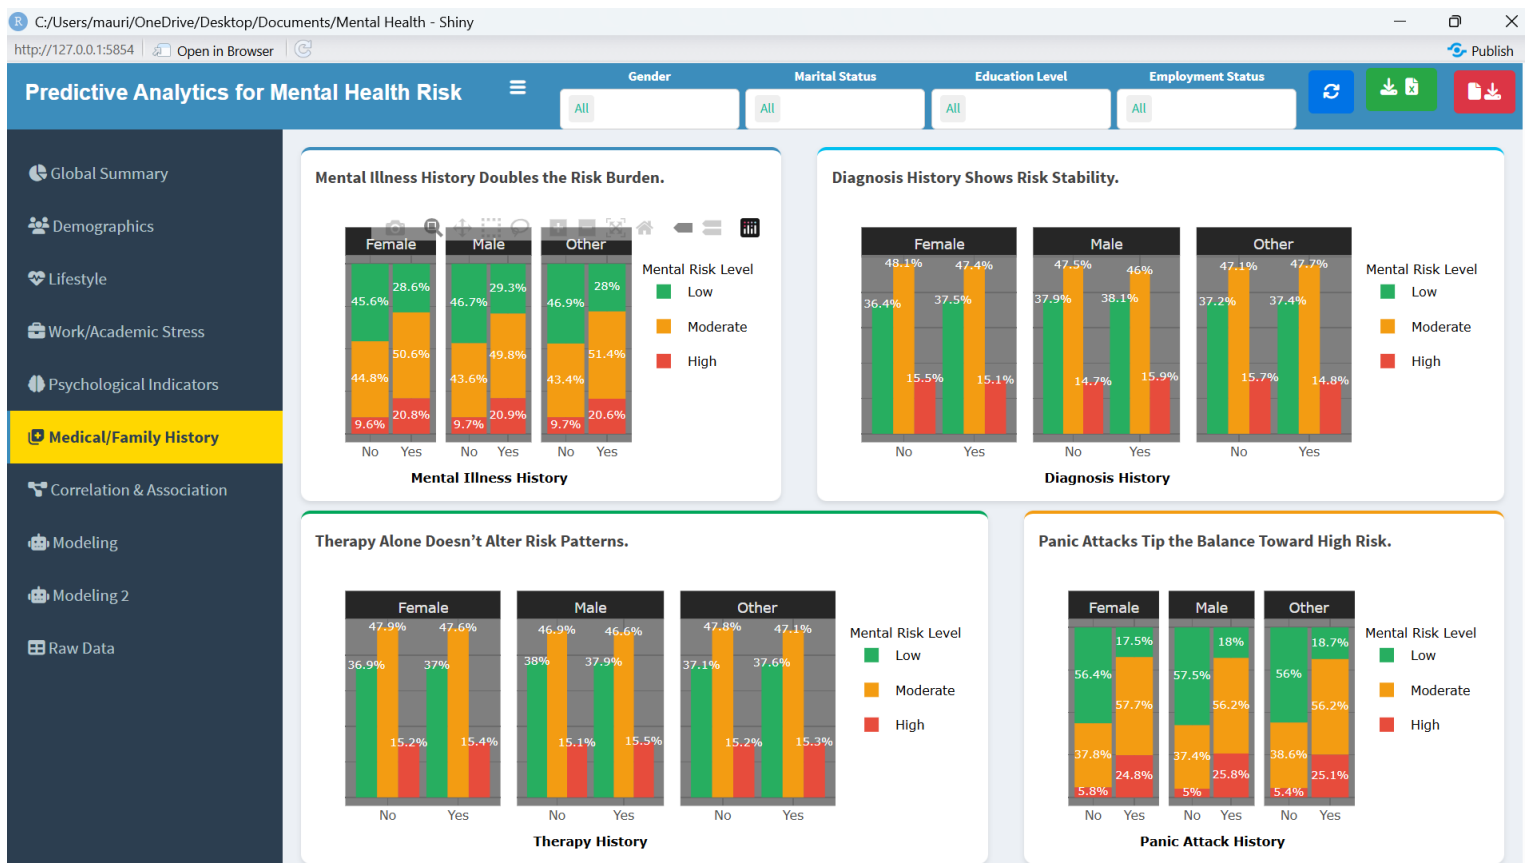 C:/Users/mauri/OneDrive/Desktop/Documents/Mental Health - Shiny
http://127.0.0.1:5854 Open in Browser Publish
Predictive Analytics for Mental Health Risk
Gender Marital Status Education Level Employment Status
All All All All
Global Summary
Demographics
Lifestyle
Work/Academic Stress
Psychological Indicators
Medical/Family History
Correlation & Association
Modeling
Modeling 2
Raw Data
Mental Illness History Doubles the Risk Burden.
Female Male Other
45.6% 28.6% 46.7% 29.3% 46.9% 28%
44.8% 50.6% 43.6% 49.8% 43.4% 51.4%
9.6% 20.8% 9.7% 20.9% 9.7% 20.6%
No Yes No Yes No Yes
Mental Illness History
Mental Risk Level
Low
Moderate
High
Diagnosis History Shows Risk Stability.
Female Male Other
48.1% 47.4% 47.5% 46% 47.1% 47.7%
36.4% 37.5% 37.9% 38.1% 37.2% 37.4%
15.5% 15.1% 14.7% 15.9% 15.7% 14.8%
No Yes No Yes No Yes
Diagnosis History
Mental Risk Level
Low
Moderate
High
Therapy Alone Doesn’t Alter Risk Patterns.
Female Male Other
47.9% 47.6% 46.9% 46.6% 47.8% 47.1%
36.9% 37% 38% 37.9% 37.1% 37.6%
15.2% 15.4% 15.1% 15.5% 15.2% 15.3%
No Yes No Yes No Yes
Therapy History
Mental Risk Level
Low
Moderate
High
Panic Attacks Tip the Balance Toward High Risk.
Female Male Other
56.4% 17.5% 57.5% 18% 56% 18.7%
37.8% 57.7% 37.4% 56.2% 38.6% 56.2%
5.8% 24.8% 5% 25.8% 5.4% 25.1%
No Yes No Yes No Yes
Panic Attack History
Mental Risk Level
Low
Moderate
High